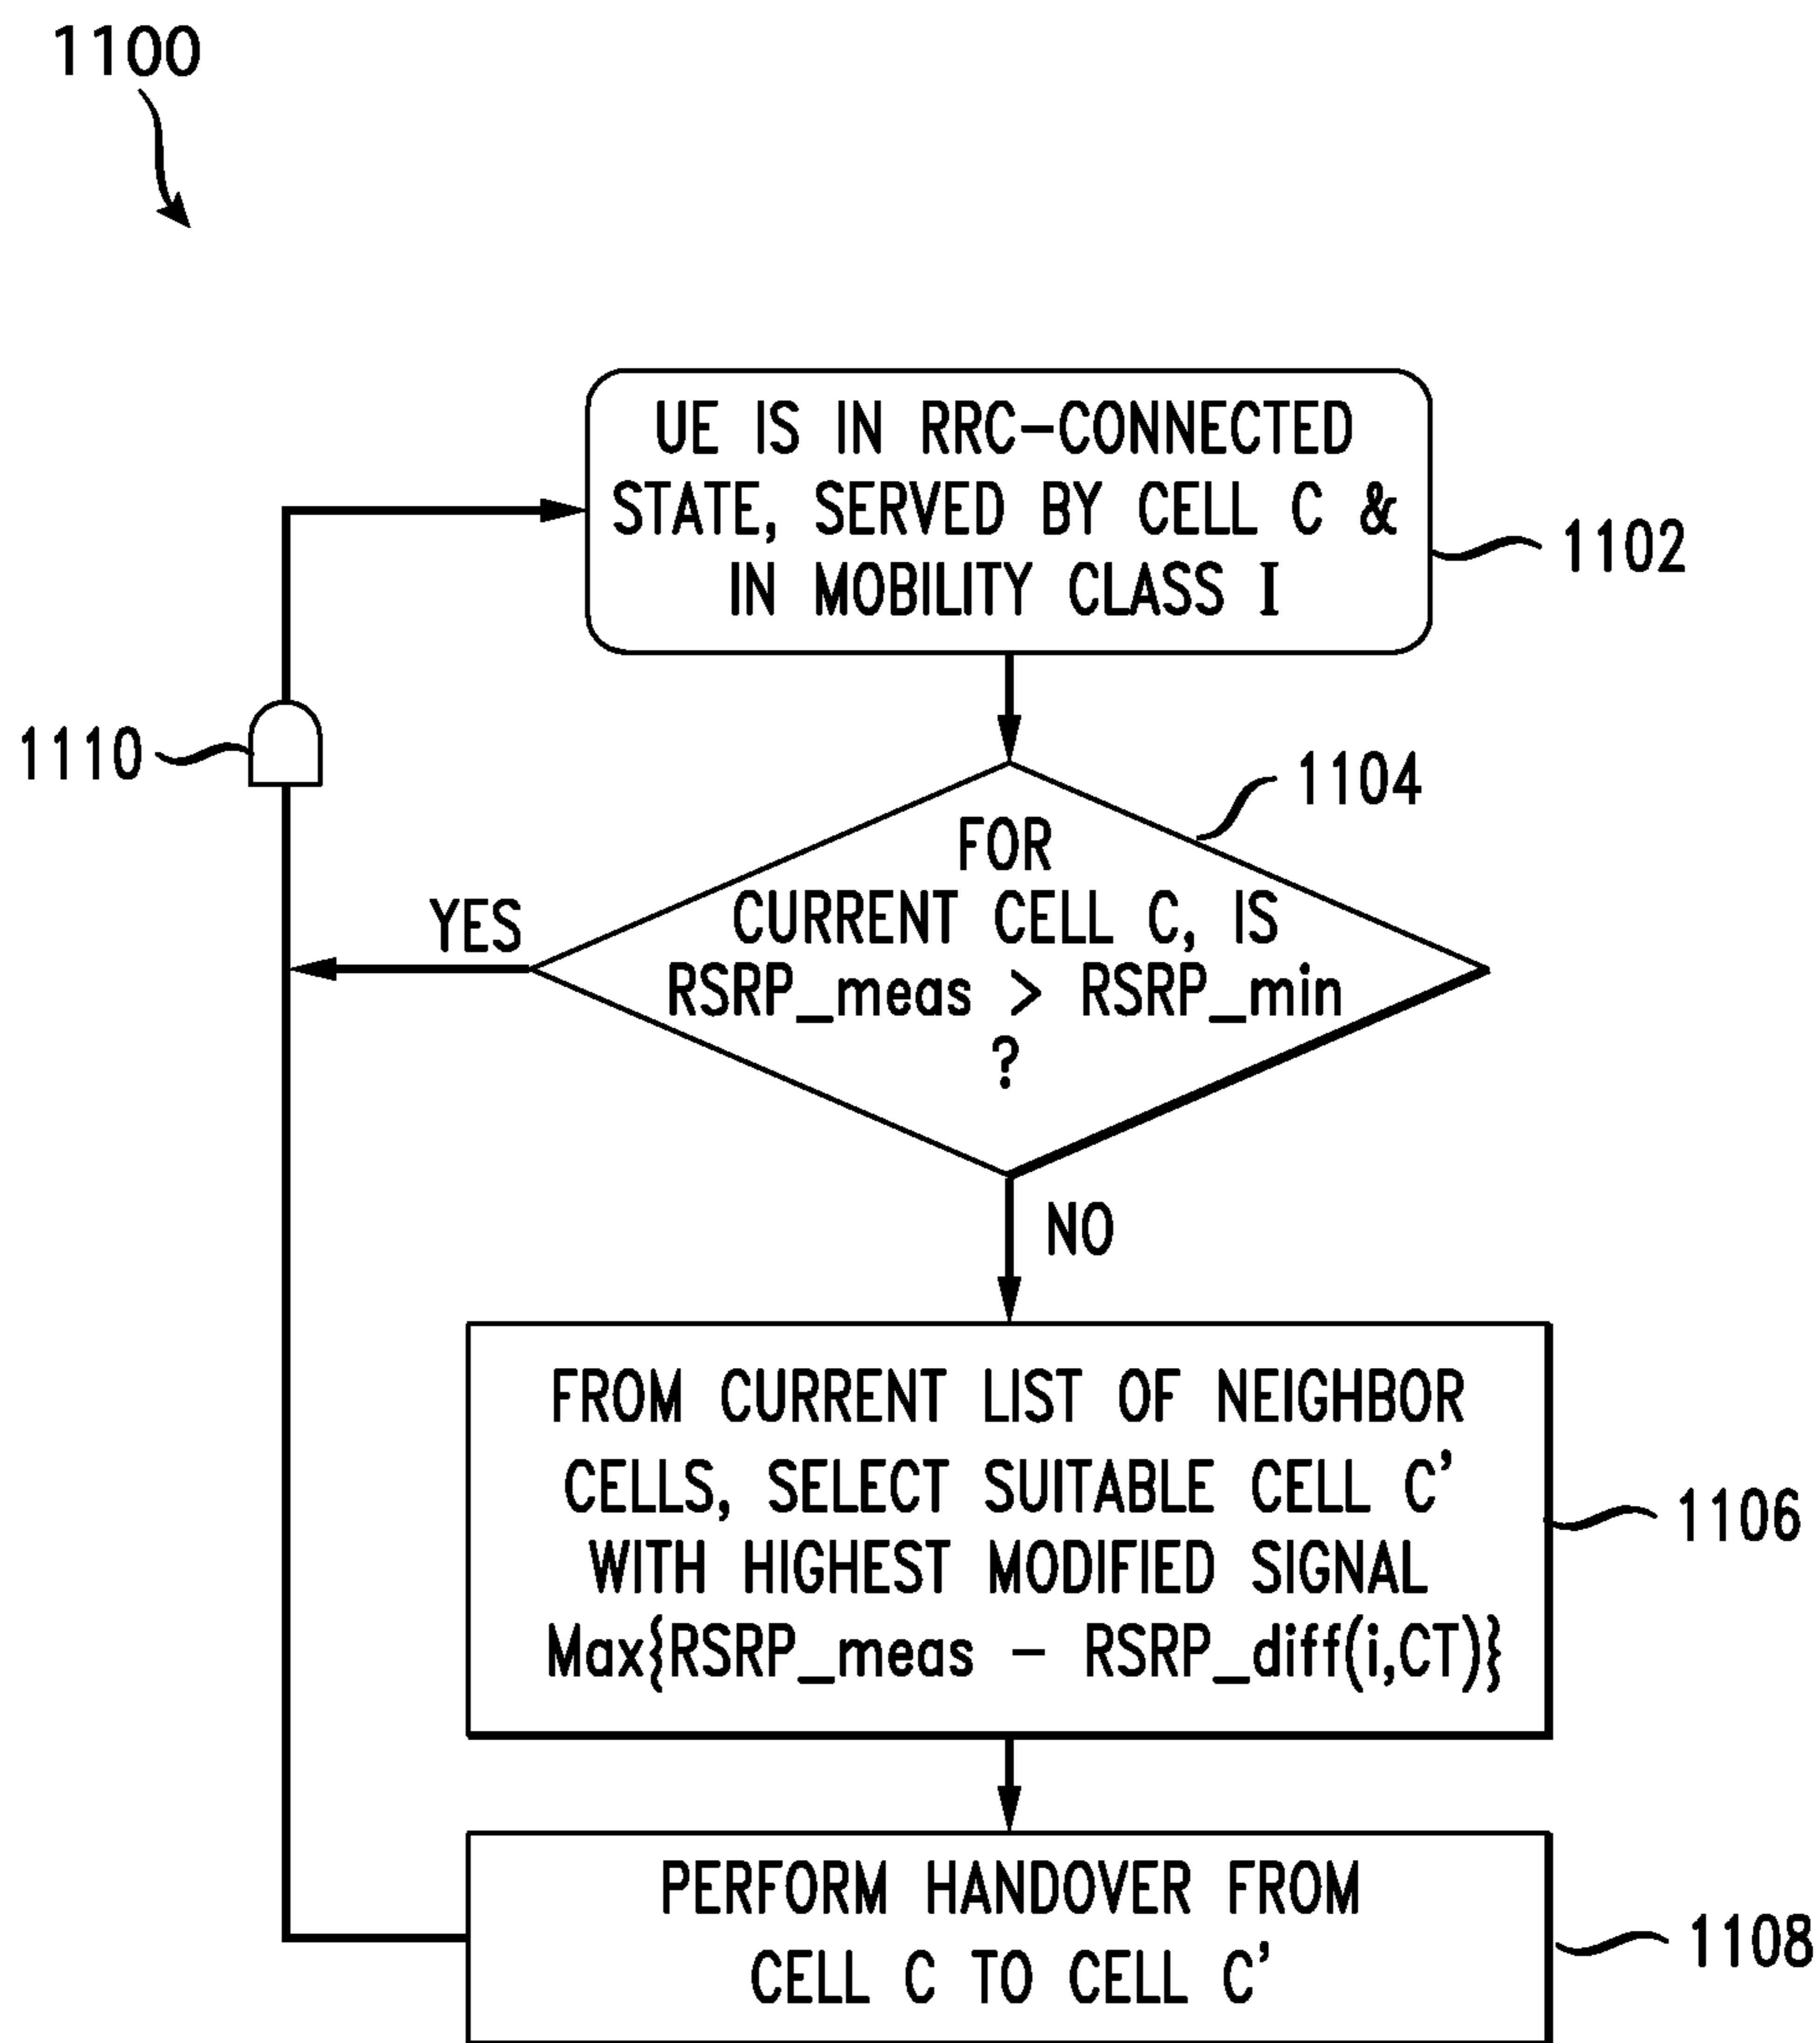 1100
UE IS IN RRC-CONNECTED
STATE, SERVED BY CELL C &
IN MOBILITY CLASS I
1102
1110
1104
FOR
CURRENT CELL C, IS
RSRP_meas > RSRP_min
?
YES
NO
FROM CURRENT LIST OF NEIGHBOR
CELLS, SELECT SUITABLE CELL C'
WITH HIGHEST MODIFIED SIGNAL
Max{RSRP_meas - RSRP_diff(i,CT)}
1106
PERFORM HANDOVER FROM
CELL C TO CELL C'
1108